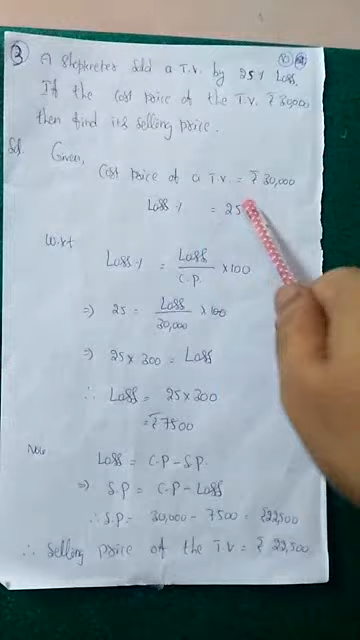 ③ A Shopkeeper Sold a T.V. by 25% Loss.
If the cost price of the T.V. ₹30,000
then find its selling price.
Sol. Given,
Cost Price of a T.V. = ₹30,000
Loss% = 25
W.k.t
Loss% = Loss/C.P. ×100
⇒ 25 = Loss/30,000 × 100
⇒ 25×300 = Loss
∴ Loss = 25×300
= ₹7500
Now
Loss = C.P - S.P.
⇒ S.P = C.P - Loss
∴ S.P = 30,000 - 7500 = ₹22,500
∴ Selling price of the T.V = ₹22,500